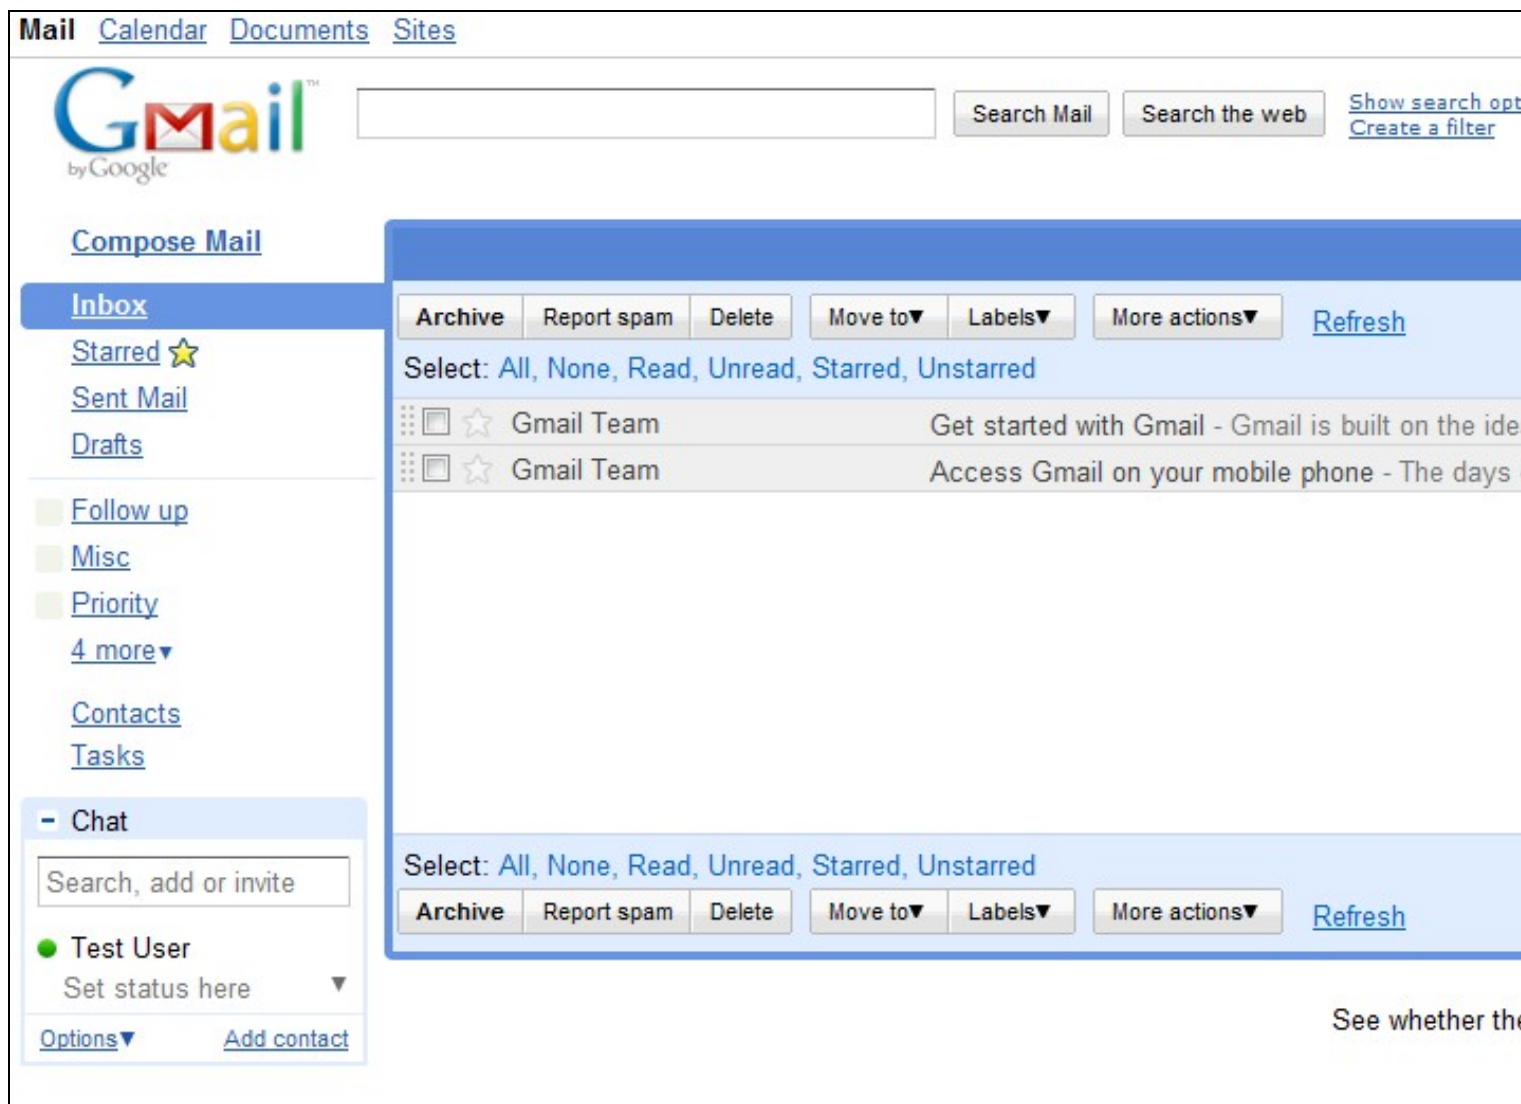 Mail Calendar Documents Sites
Gmail™
by Google
Search Mail Search the web Show search
Create a filter
Compose Mail
Inbox
Starred
Sent Mail
Drafts
Follow up
Misc
Priority
4 more▼
Contacts
Tasks
– Chat
Search, add or invite
Test User
Set status here ▼
Options▼ Add contact
Archive Report spam Delete Move to▼ Labels▼ More actions▼ Refresh
Select: All, None, Read, Unread, Starred, Unstarred
Gmail Team Get started with Gmail - Gmail is built on the
Gmail Team Access Gmail on your mobile phone - The days
Select: All, None, Read, Unread, Starred, Unstarred
Archive Report spam Delete Move to▼ Labels▼ More actions▼ Refresh
See whether